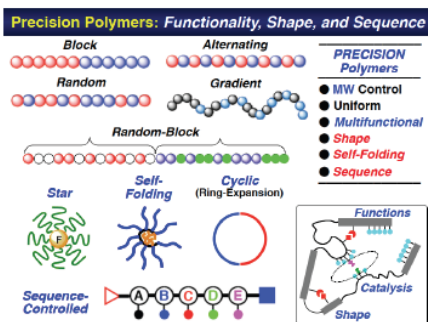 Precision Polymers: Functionality, Shape, and Sequence
Block
Alternating
Random
Gradient
Random-Block
PRECISION
Polymers
MW Control
Uniform
Multifunctional
Shape
Self-Folding
Sequence
Star
Self-
Folding
Cyclic
(Ring-Expansion)
F
Sequence-
Controlled
A B C D E
Functions
Catalysis
Shape